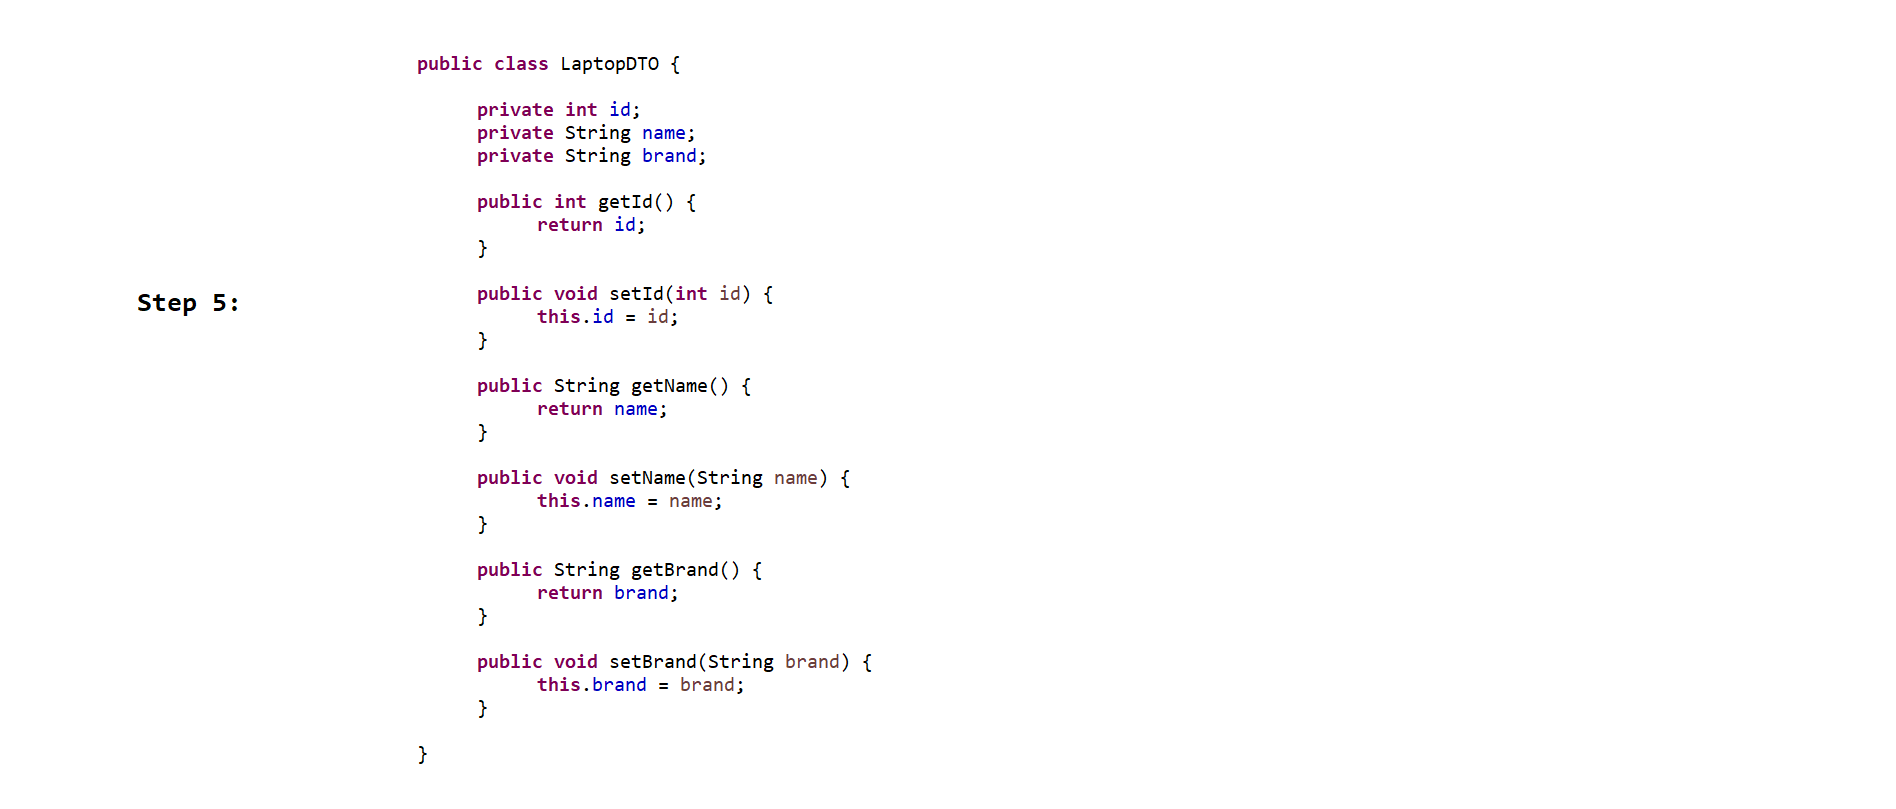 public class LaptopDTO {
private int id;
private String name;
private String brand;
public int getId() {
return id;
}
Step 5:
public void setId(int id) {
this.id = id;
}
public String getName() {
return name;
}
public void setName(String name) {
this.name = name;
}
public String getBrand() {
return brand;
}
public void setBrand(String brand) {
this.brand = brand;
}
}